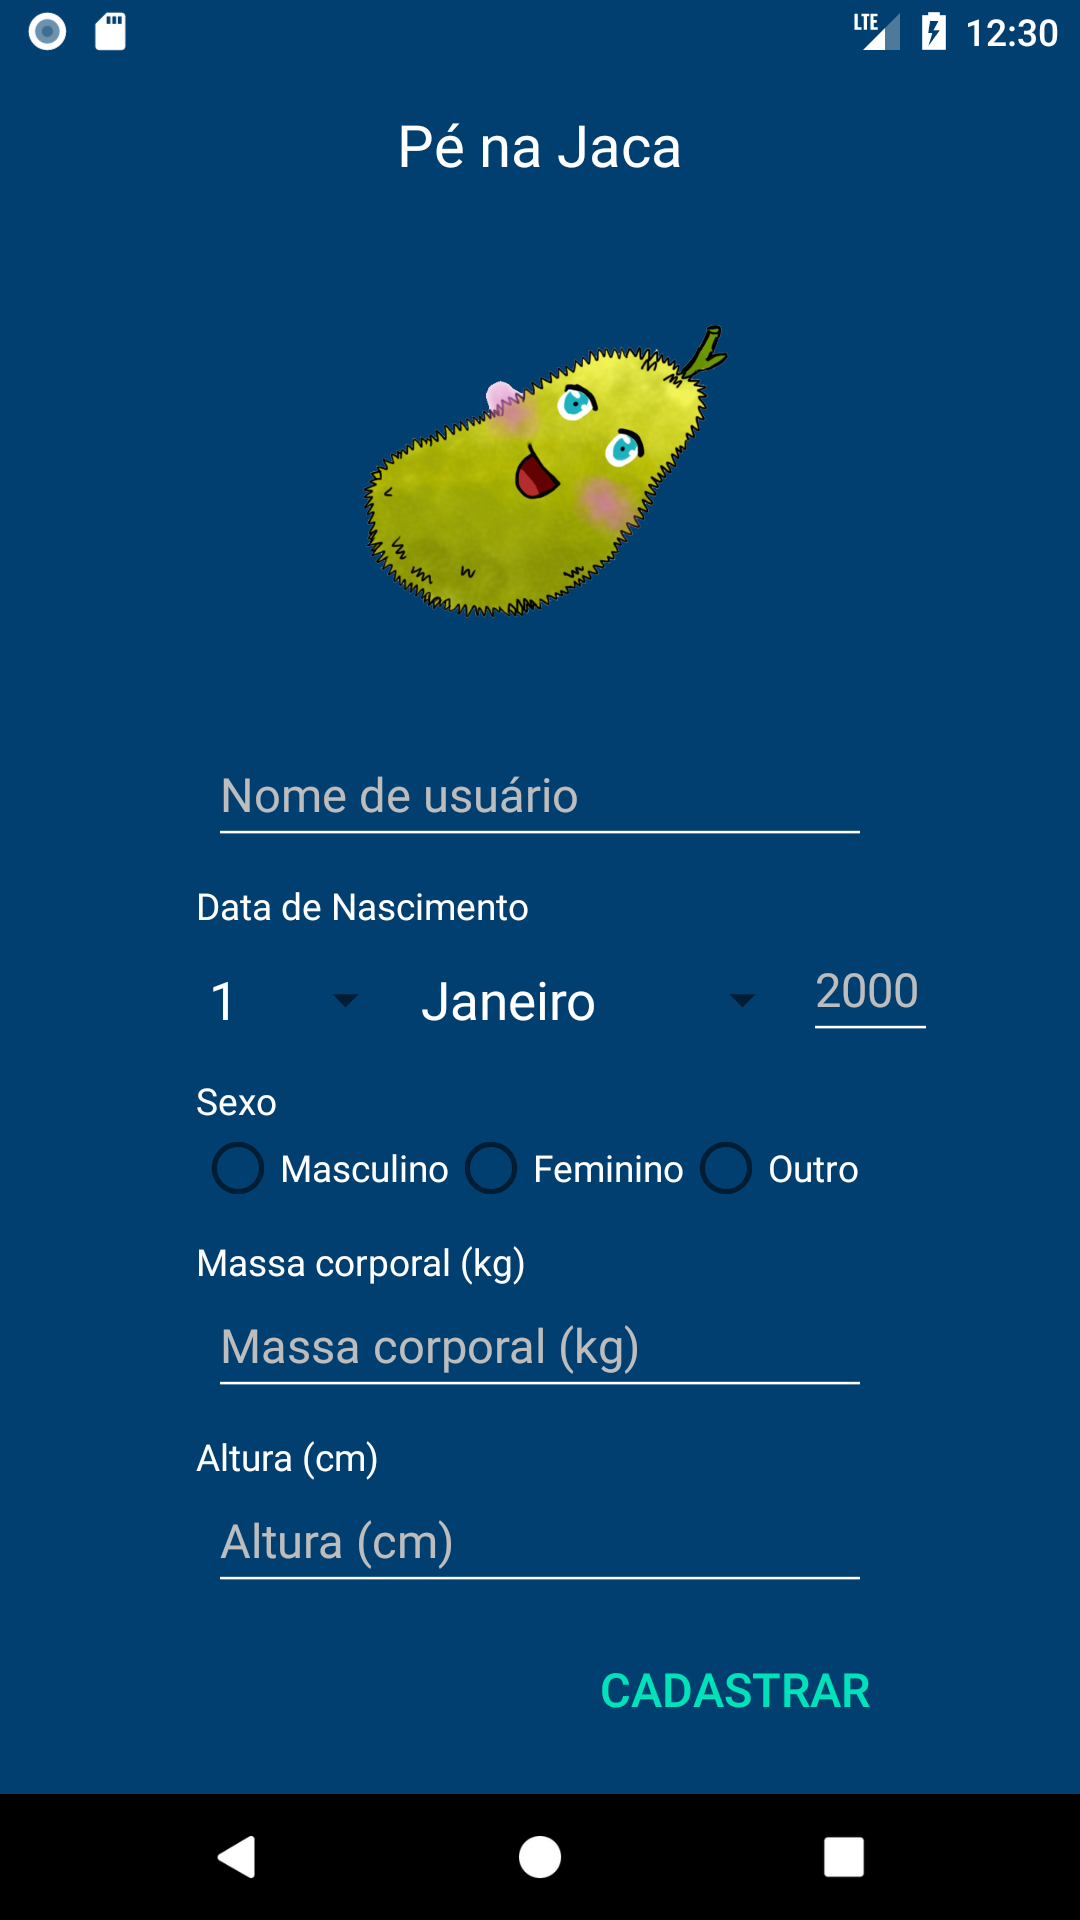 LTE 12:30
Pé na Jaca
Nome de usuário
Data de Nascimento
1 Janeiro 2000
Sexo
Masculino Feminino Outro
Massa corporal (kg)
Massa corporal (kg)
Altura (cm)
Altura (cm)
CADASTRAR